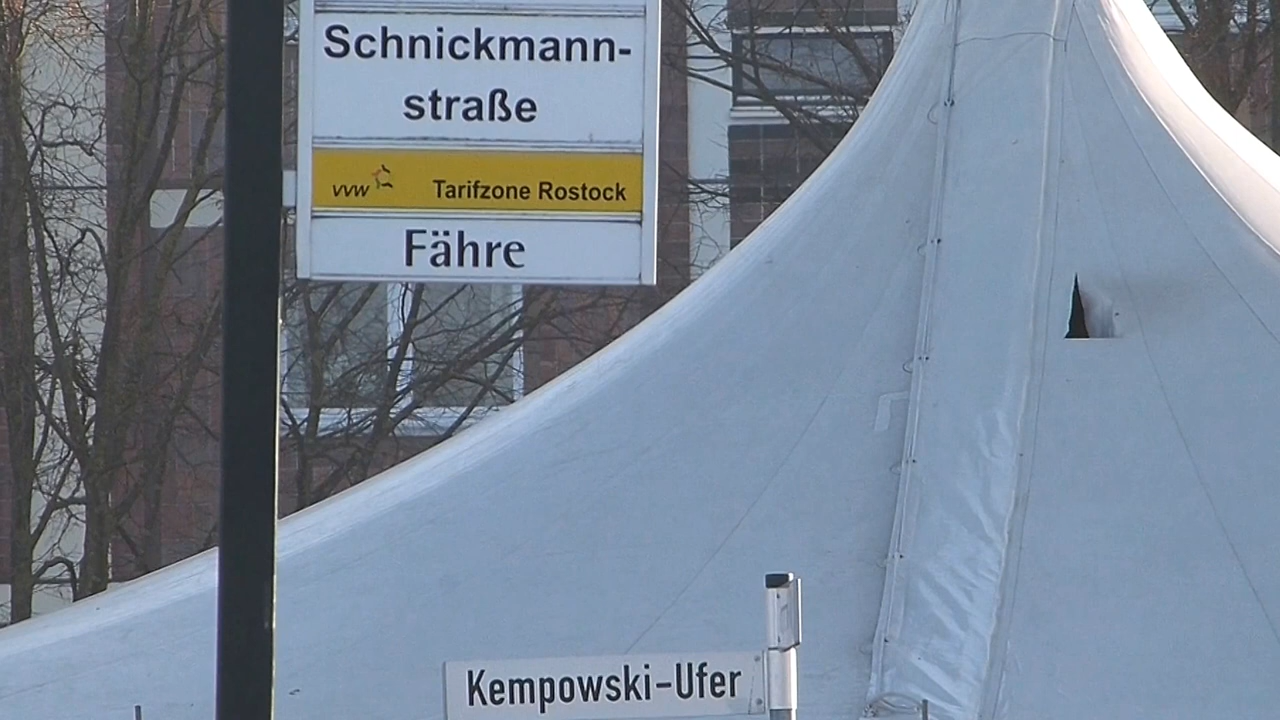 Schnickmann-
straße
vvw Tarifzone Rostock
Fähre
Kempowski-Ufer